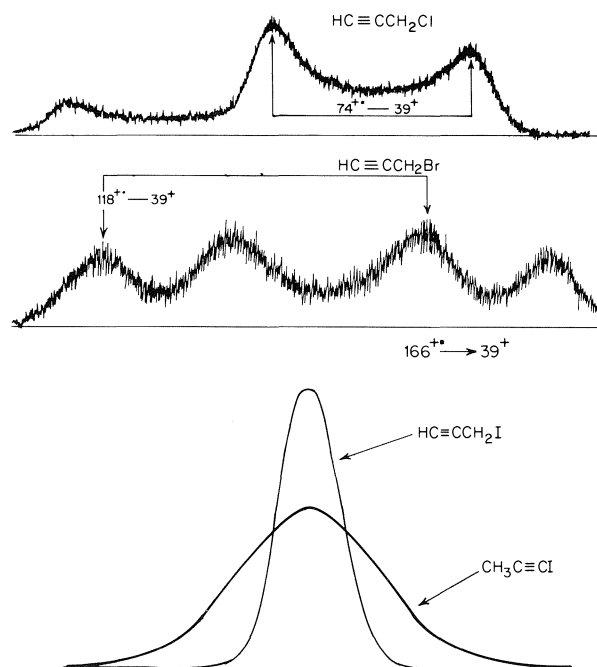 HC≡CCH₂Cl
74⁺• — 39⁺
HC≡CCH₂Br
118⁺• — 39⁺
166⁺• → 39⁺
HC≡CCH₂I
CH₃C≡CI